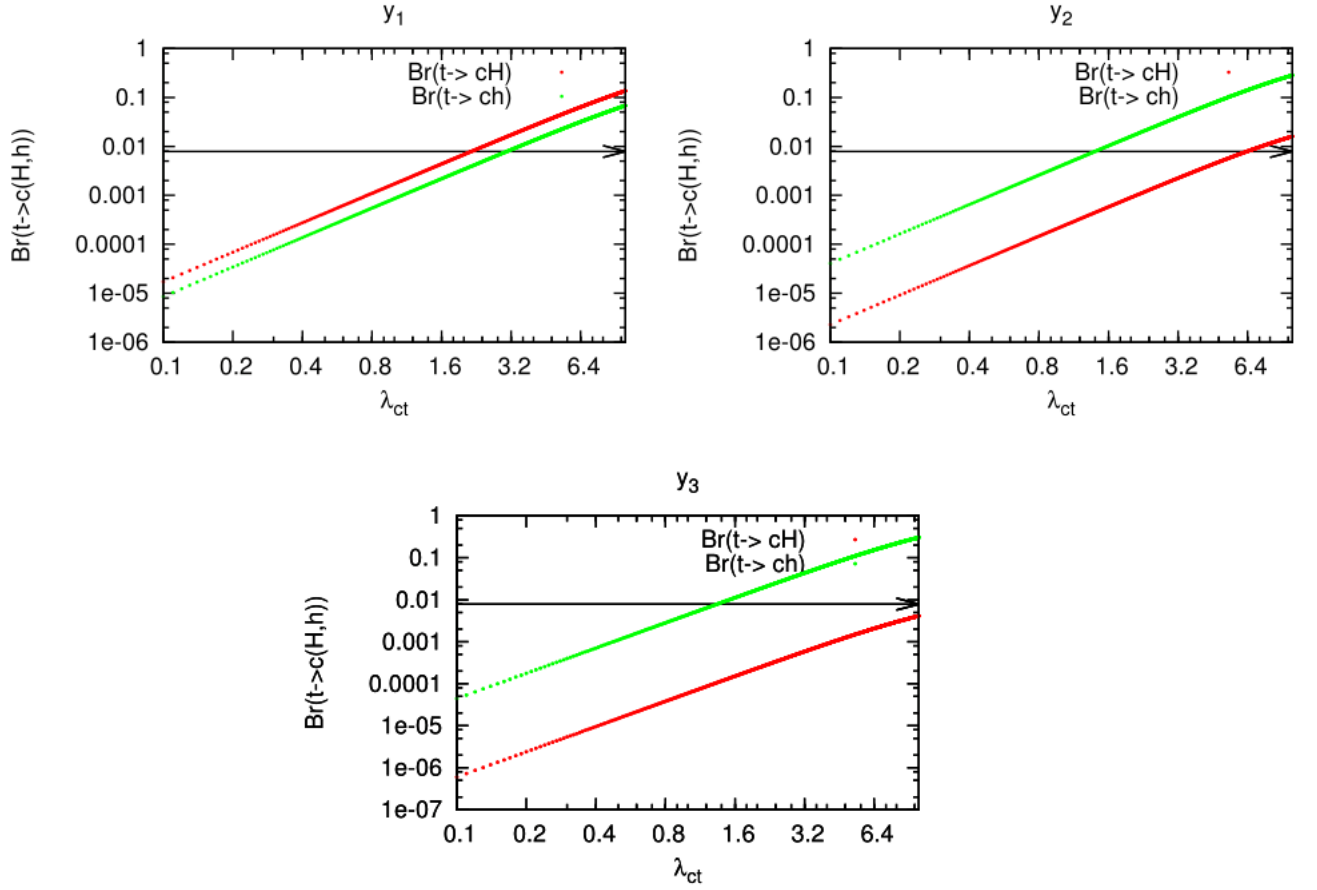 y1
1
0.1
0.01
0.001
0.0001
1e-05
1e-06
Br(t->c(H,h))
Br(t-> cH)
Br(t-> ch)
0.1 0.2 0.4 0.8 1.6 3.2 6.4
λct
y2
1
0.1
0.01
0.001
0.0001
1e-05
1e-06
Br(t->c(H,h))
Br(t-> cH)
Br(t-> ch)
0.1 0.2 0.4 0.8 1.6 3.2 6.4
λct
y3
1
0.1
0.01
0.001
0.0001
1e-05
1e-06
1e-07
Br(t->c(H,h))
Br(t-> cH)
Br(t-> ch)
0.1 0.2 0.4 0.8 1.6 3.2 6.4
λct